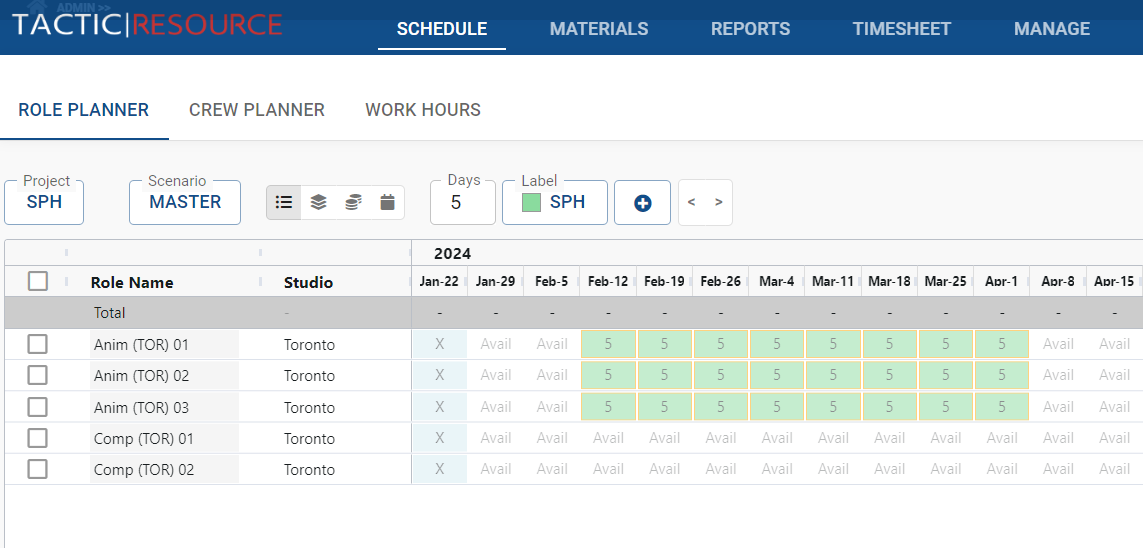 ADMIN >>
TACTIC|RESOURCE
SCHEDULE MATERIALS REPORTS TIMESHEET MANAGE
ROLE PLANNER CREW PLANNER WORK HOURS
Project Scenario Days Label
SPH MASTER 5 SPH < >
2024
Role Name Studio Jan-22 Jan-29 Feb-5 Feb-12 Feb-19 Feb-26 Mar-4 Mar-11 Mar-18 Mar-25 Apr-1 Apr-8 Apr-15
Total - - - - - - - - - - - - - -
Anim (TOR) 01 Toronto X Avail Avail 5 5 5 5 5 5 5 5 Avail Avail
Anim (TOR) 02 Toronto X Avail Avail 5 5 5 5 5 5 5 5 Avail Avail
Anim (TOR) 03 Toronto X Avail Avail 5 5 5 5 5 5 5 5 Avail Avail
Comp (TOR) 01 Toronto X Avail Avail Avail Avail Avail Avail Avail Avail Avail Avail Avail Avail
Comp (TOR) 02 Toronto X Avail Avail Avail Avail Avail Avail Avail Avail Avail Avail Avail Avail